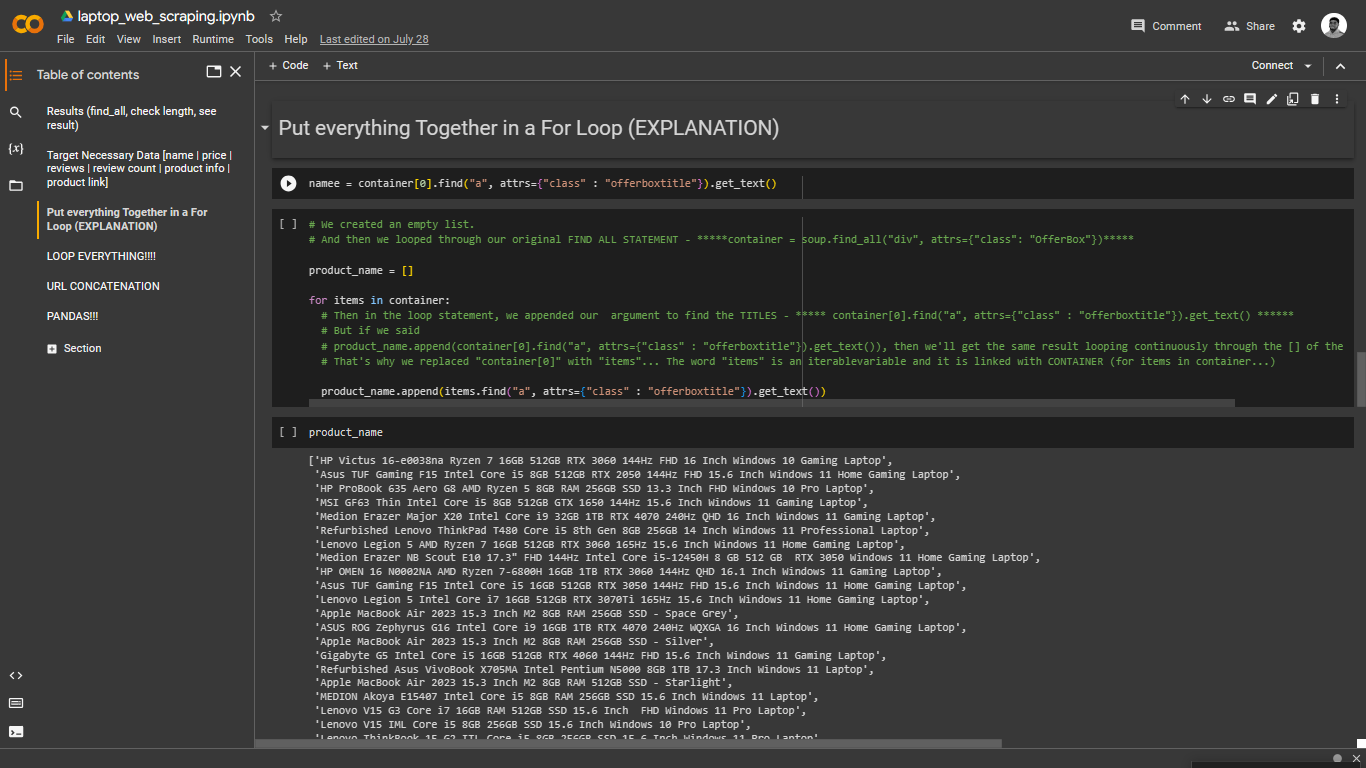 laptop_web_scraping.ipynb
File Edit View Insert Runtime Tools Help Last edited on July 28
Comment Share
Table of contents
+ Code + Text
Connect
Results (find_all, check length, see
result)
Target Necessary Data [name | price |
reviews | review count | product info |
product link]
Put everything Together in a For
Loop (EXPLANATION)
LOOP EVERYTHING!!!!
URL CONCATENATION
PANDAS!!!
Section
{x}
Put everything Together in a For Loop (EXPLANATION)
namee = container[0].find("a", attrs={"class" : "offerboxtitle"}).get_text()
[ ] # We created an empty list.
# And then we looped through our original FIND ALL STATEMENT - *****container = soup.find_all("div", attrs={"class": "OfferBox"})*****
product_name = []
for items in container:
# Then in the loop statement, we appended our  argument to find the TITLES - ***** container[0].find("a", attrs={"class" : "offerboxtitle"}).get_text() ******
# But if we said
# product_name.append(container[0].find("a", attrs={"class" : "offerboxtitle"}).get_text()), then we'll get the same result looping continuously through the [] of the
# That's why we replaced "container[0]" with "items"... The word "items" is an iterablevariable and it is linked with CONTAINER (for items in container...)
product_name.append(items.find("a", attrs={"class" : "offerboxtitle"}).get_text())
[ ] product_name
['HP Victus 16-e0038na Ryzen 7 16GB 512GB RTX 3060 144Hz FHD 16 Inch Windows 10 Gaming Laptop',
'Asus TUF Gaming F15 Intel Core i5 8GB 512GB RTX 2050 144Hz FHD 15.6 Inch Windows 11 Home Gaming Laptop',
'HP ProBook 635 Aero G8 AMD Ryzen 5 8GB RAM 256GB SSD 13.3 Inch FHD Windows 10 Pro Laptop',
'MSI GF63 Thin Intel Core i5 8GB 512GB GTX 1650 144Hz 15.6 Inch Windows 11 Gaming Laptop',
'Medion Erazer Major X20 Intel Core i9 32GB 1TB RTX 4070 240Hz QHD 16 Inch Windows 11 Gaming Laptop',
'Refurbished Lenovo ThinkPad T480 Core i5 8th Gen 8GB 256GB 14 Inch Windows 11 Professional Laptop',
'Lenovo Legion 5 AMD Ryzen 7 16GB 512GB RTX 3060 165Hz 15.6 Inch Windows 11 Home Gaming Laptop',
'Medion Erazer NB Scout E10 17.3" FHD 144Hz Intel Core i5-12450H 8 GB 512 GB  RTX 3050 Windows 11 Home Gaming Laptop',
'HP OMEN 16 N0002NA AMD Ryzen 7-6800H 16GB 1TB RTX 3060 144Hz QHD 16.1 Inch Windows 11 Gaming Laptop',
'Asus TUF Gaming F15 Intel Core i5 16GB 512GB RTX 3050 144Hz FHD 15.6 Inch Windows 11 Home Gaming Laptop',
'Lenovo Legion 5 Intel Core i7 16GB 512GB RTX 3070Ti 165Hz 15.6 Inch Windows 11 Home Gaming Laptop',
'Apple MacBook Air 2023 15.3 Inch M2 8GB RAM 256GB SSD - Space Grey',
'ASUS ROG Zephyrus G16 Intel Core i9 16GB 1TB RTX 4070 240Hz WQXGA 16 Inch Windows 11 Home Gaming Laptop',
'Apple MacBook Air 2023 15.3 Inch M2 8GB RAM 256GB SSD - Silver',
'Gigabyte G5 Intel Core i5 16GB 512GB RTX 4060 144Hz FHD 15.6 Inch Windows 11 Gaming Laptop',
'Refurbished Asus VivoBook X705MA Intel Pentium N5000 8GB 1TB 17.3 Inch Windows 11 Laptop',
'Apple MacBook Air 2023 15.3 Inch M2 8GB RAM 512GB SSD - Starlight',
'MEDION Akoya E15407 Intel Core i5 8GB RAM 256GB SSD 15.6 Inch Windows 11 Laptop',
'Lenovo V15 G3 Core i7 16GB RAM 512GB SSD 15.6 Inch  FHD Windows 11 Pro Laptop',
'Lenovo V15 IML Core i5 8GB 256GB SSD 15.6 Inch Windows 10 Pro Laptop',
'Lenovo ThinkBook 15 G2 ITL Core i5 8GB 256GB SSD 15.6 Inch Windows 11 Pro Laptop'